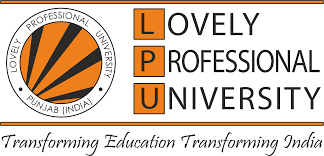 LOVELY PROFESSIONAL UNIVERSITY
PUNJAB (INDIA)
LOVELY
PROFESSIONAL
UNIVERSITY
Transforming Education Transforming India